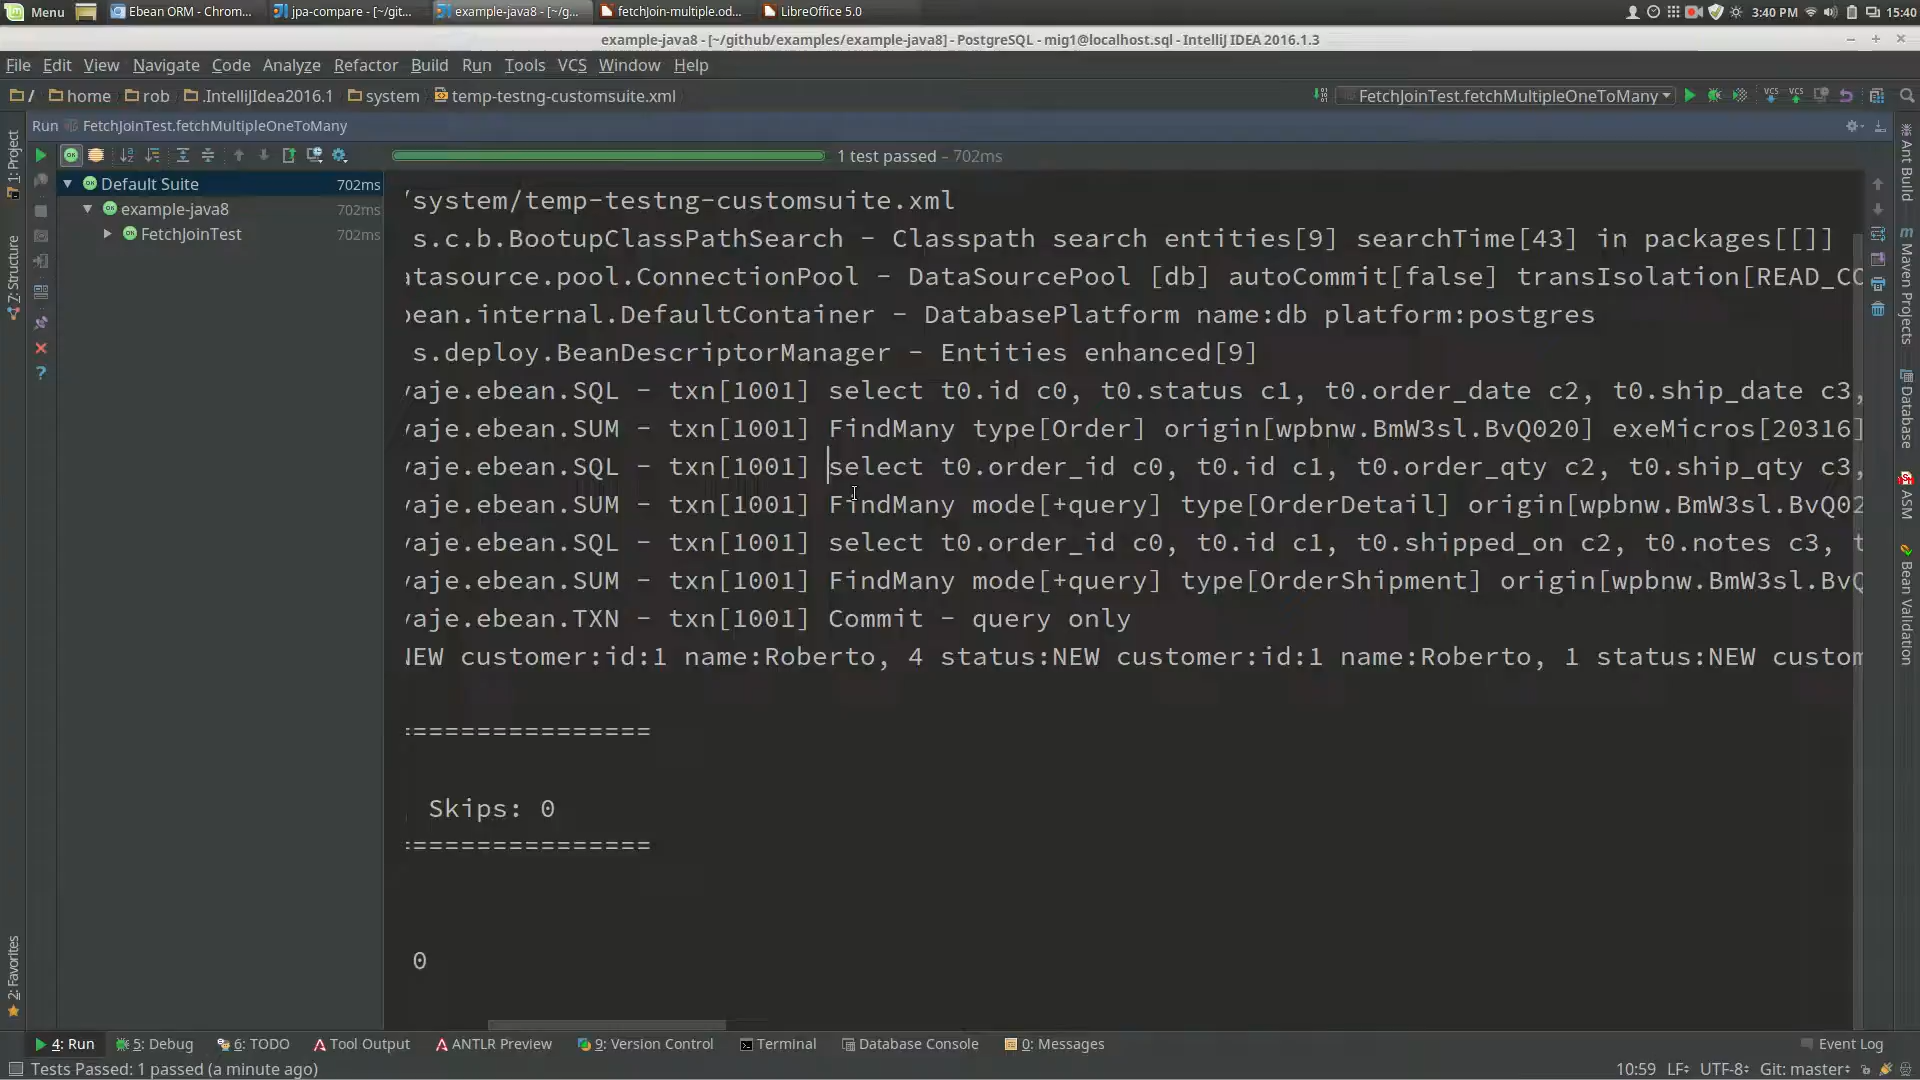 Menu
Ebean ORM - Chrom...
jpa-compare - [~/git...
example-java8 - [~/g...
fetchJoin-multiple.od...
LibreOffice 5.0
3:40 PM
15:40
example-java8 - [~/github/examples/example-java8] - PostgreSQL - mig1@localhost.sql - IntelliJ IDEA 2016.1.3
File Edit View Navigate Code Analyze Refactor Build Run Tools VCS Window Help
/ home rob .IntelliJIdea2016.1 system temp-testng-customsuite.xml
FetchJoinTest.fetchMultipleOneToMany
VCS VCS
Run FetchJoinTest.fetchMultipleOneToMany
1 test passed – 702ms
Default Suite 702ms
example-java8 702ms
FetchJoinTest 702ms
/system/temp-testng-customsuite.xml
s.c.b.BootupClassPathSearch - Classpath search entities[9] searchTime[43] in packages[[]]
atasource.pool.ConnectionPool - DataSourcePool [db] autoCommit[false] transIsolation[READ_CO
bean.internal.DefaultContainer - DatabasePlatform name:db platform:postgres
s.deploy.BeanDescriptorManager - Entities enhanced[9]
vaje.ebean.SQL - txn[1001] select t0.id c0, t0.status c1, t0.order_date c2, t0.ship_date c3,
vaje.ebean.SUM - txn[1001] FindMany type[Order] origin[wpbnw.BmW3sl.BvQ020] exeMicros[20316]
vaje.ebean.SQL - txn[1001] select t0.order_id c0, t0.id c1, t0.order_qty c2, t0.ship_qty c3,
vaje.ebean.SUM - txn[1001] FindMany mode[+query] type[OrderDetail] origin[wpbnw.BmW3sl.BvQ02
vaje.ebean.SQL - txn[1001] select t0.order_id c0, t0.id c1, t0.shipped_on c2, t0.notes c3, t
vaje.ebean.SUM - txn[1001] FindMany mode[+query] type[OrderShipment] origin[wpbnw.BmW3sl.BvQ
vaje.ebean.TXN - txn[1001] Commit - query only
NEW customer:id:1 name:Roberto, 4 status:NEW customer:id:1 name:Roberto, 1 status:NEW custom
================
Skips: 0
================
0
1: Project
7: Structure
2: Favorites
Ant Build
Maven Projects
Database
ASM
Bean Validation
4: Run 5: Debug 6: TODO Tool Output ANTLR Preview 9: Version Control Terminal Database Console 0: Messages Event Log
Tests Passed: 1 passed (a minute ago)
10:59 LF÷ UTF-8÷ Git: master÷